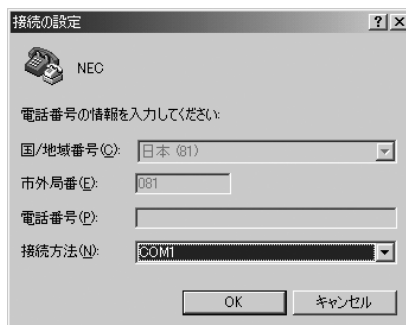 接続の設定
NEC
電話番号の情報を入力してください:
国/地域番号(C): 日本 (81)
市外局番(E): 081
電話番号(P):
接続方法(N): COM1
OK キャンセル